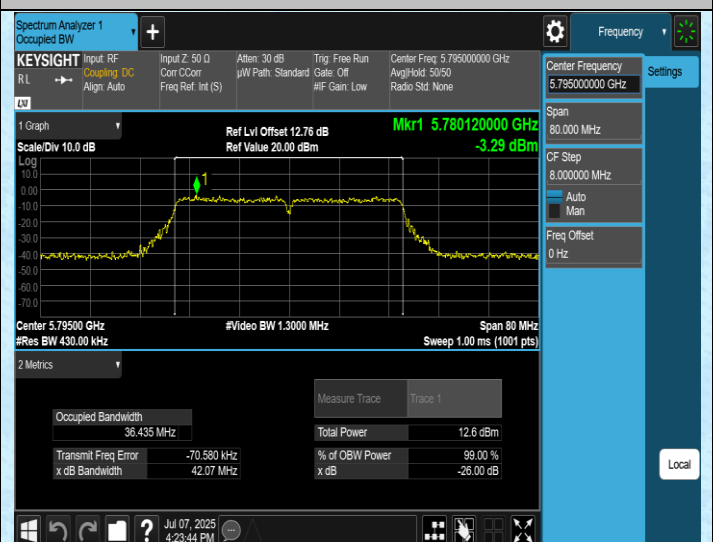 Spectrum Analyzer 1
Occupied BW
+
Frequency
KEYSIGHT
RL
LXI
Input: RF
Coupling: DC
Align: Auto
Input Z: 50 Ω
Corr CCorr
Freq Ref: Int (S)
Atten: 30 dB
µW Path: Standard
Trig: Free Run
Gate: Off
#IF Gain: Low
Center Freq: 5.795000000 GHz
Avg|Hold: 50/50
Radio Std: None
Center Frequency
5.795000000 GHz
Settings
Span
80.000 MHz
CF Step
8.000000 MHz
Auto
Man
Freq Offset
0 Hz
1 Graph
Scale/Div 10.0 dB
Ref Lvl Offset 12.76 dB
Ref Value 20.00 dBm
Mkr1 5.780120000 GHz
-3.29 dBm
Log
10.0
0.00
-10.0
-20.0
-30.0
-40.0
-50.0
-60.0
-70.0
1
Center 5.79500 GHz
#Res BW 430.00 kHz
#Video BW 1.3000 MHz
Span 80 MHz
Sweep 1.00 ms (1001 pts)
2 Metrics
Measure Trace Trace 1
Occupied Bandwidth
36.435 MHz
Total Power 12.6 dBm
Transmit Freq Error -70.580 kHz
% of OBW Power 99.00 %
x dB Bandwidth 42.07 MHz
x dB -26.00 dB
Local
?
Jul 07, 2025
4:23:44 PM